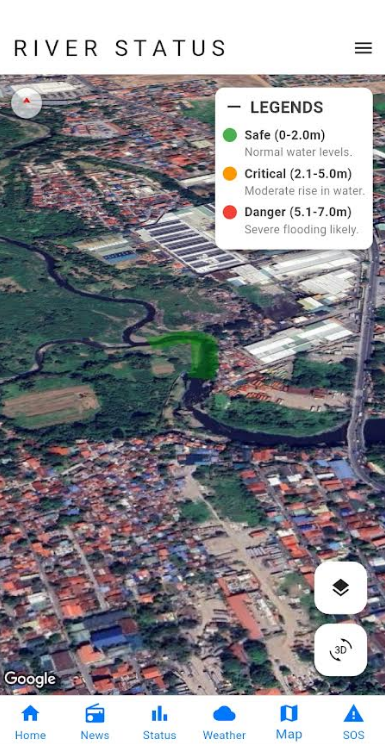 RIVER STATUS
LEGENDS
Safe (0-2.0m)
Normal water levels.
Critical (2.1-5.0m)
Moderate rise in water.
Danger (5.1-7.0m)
Severe flooding likely.
3D
Google
Home News Status Weather Map SOS